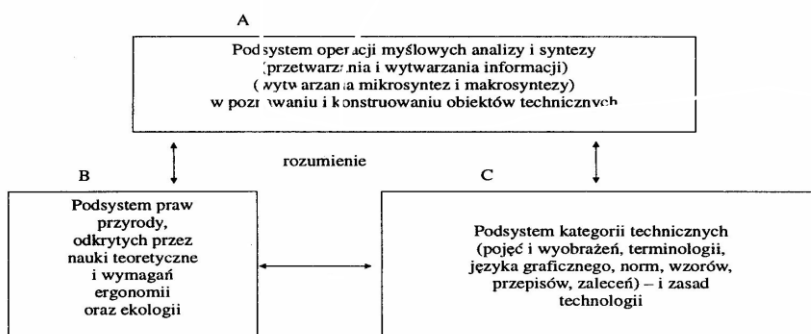 A
Podsystem operacji myślowych analizy i syntezy
(przetwarzania i wytwarzania informacji)
(wytwarzania mikrosyntez i makrosyntezy)
w poznawaniu i konstruowaniu obiektów technicznych
rozumienie
B
Podsystem praw
przyrody,
odkrytych przez
nauki teoretyczne
i wymagań
ergonomii
oraz ekologii
C
Podsystem kategorii technicznych
(pojęć i wyobrażeń, terminologii,
języka graficznego, norm, wzorów,
przepisów, zaleceń) – i zasad
technologii